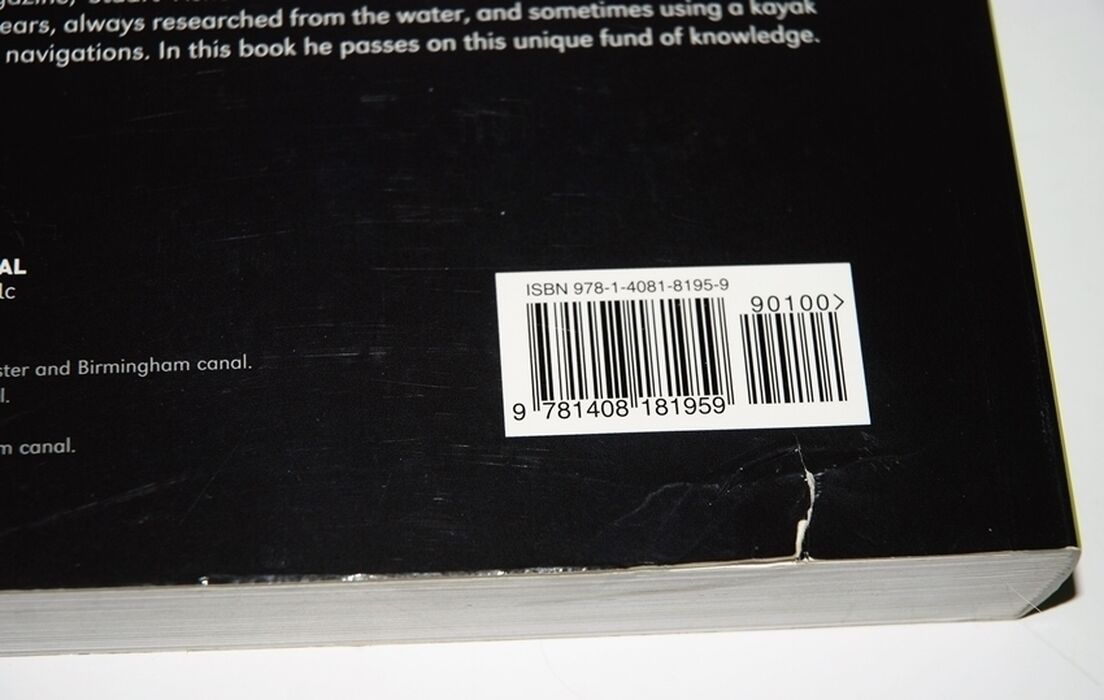 ears, always researched from the water, and sometimes using a kayak
navigations. In this book he passes on this unique fund of knowledge.
AL
lc
ster and Birmingham canal.
l.
m canal.
ISBN 978-1-4081-8195-9
90100>
9 781408 181959